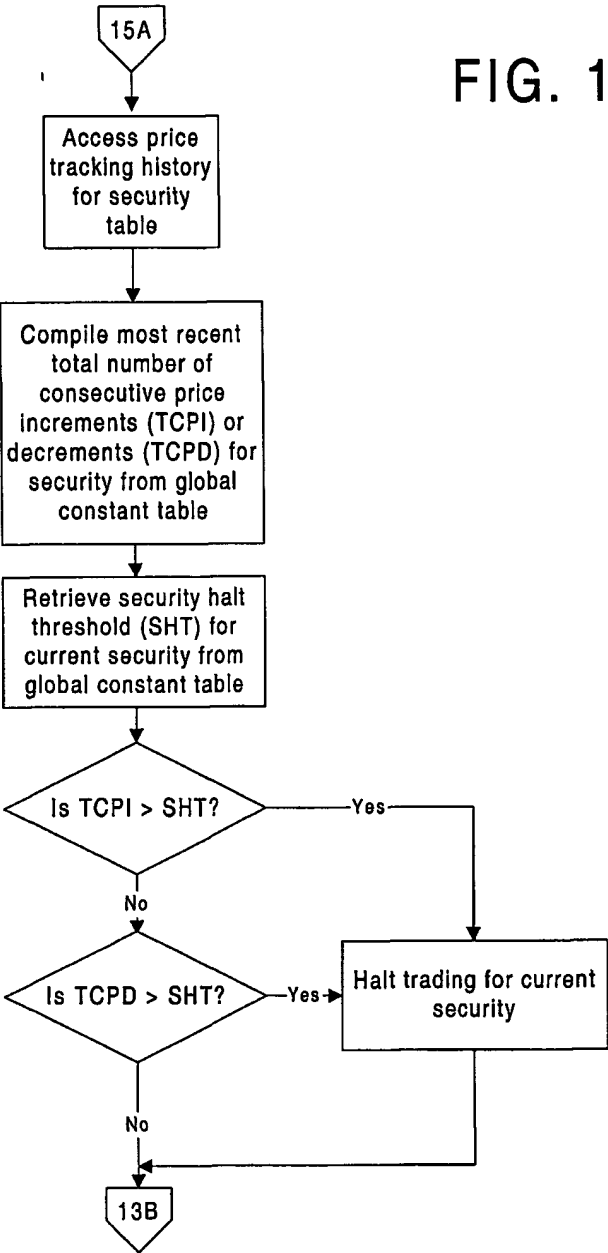 15A
FIG. 1
Access price
tracking history
for security
table
Compile most recent
total number of
consecutive price
increments (TCPI) or
decrements (TCPD) for
security from global
constant table
Retrieve security halt
threshold (SHT) for
current security from
global constant table
Is TCPI > SHT?
Yes
No
Is TCPD > SHT?
Yes
Halt trading for current
security
No
13B